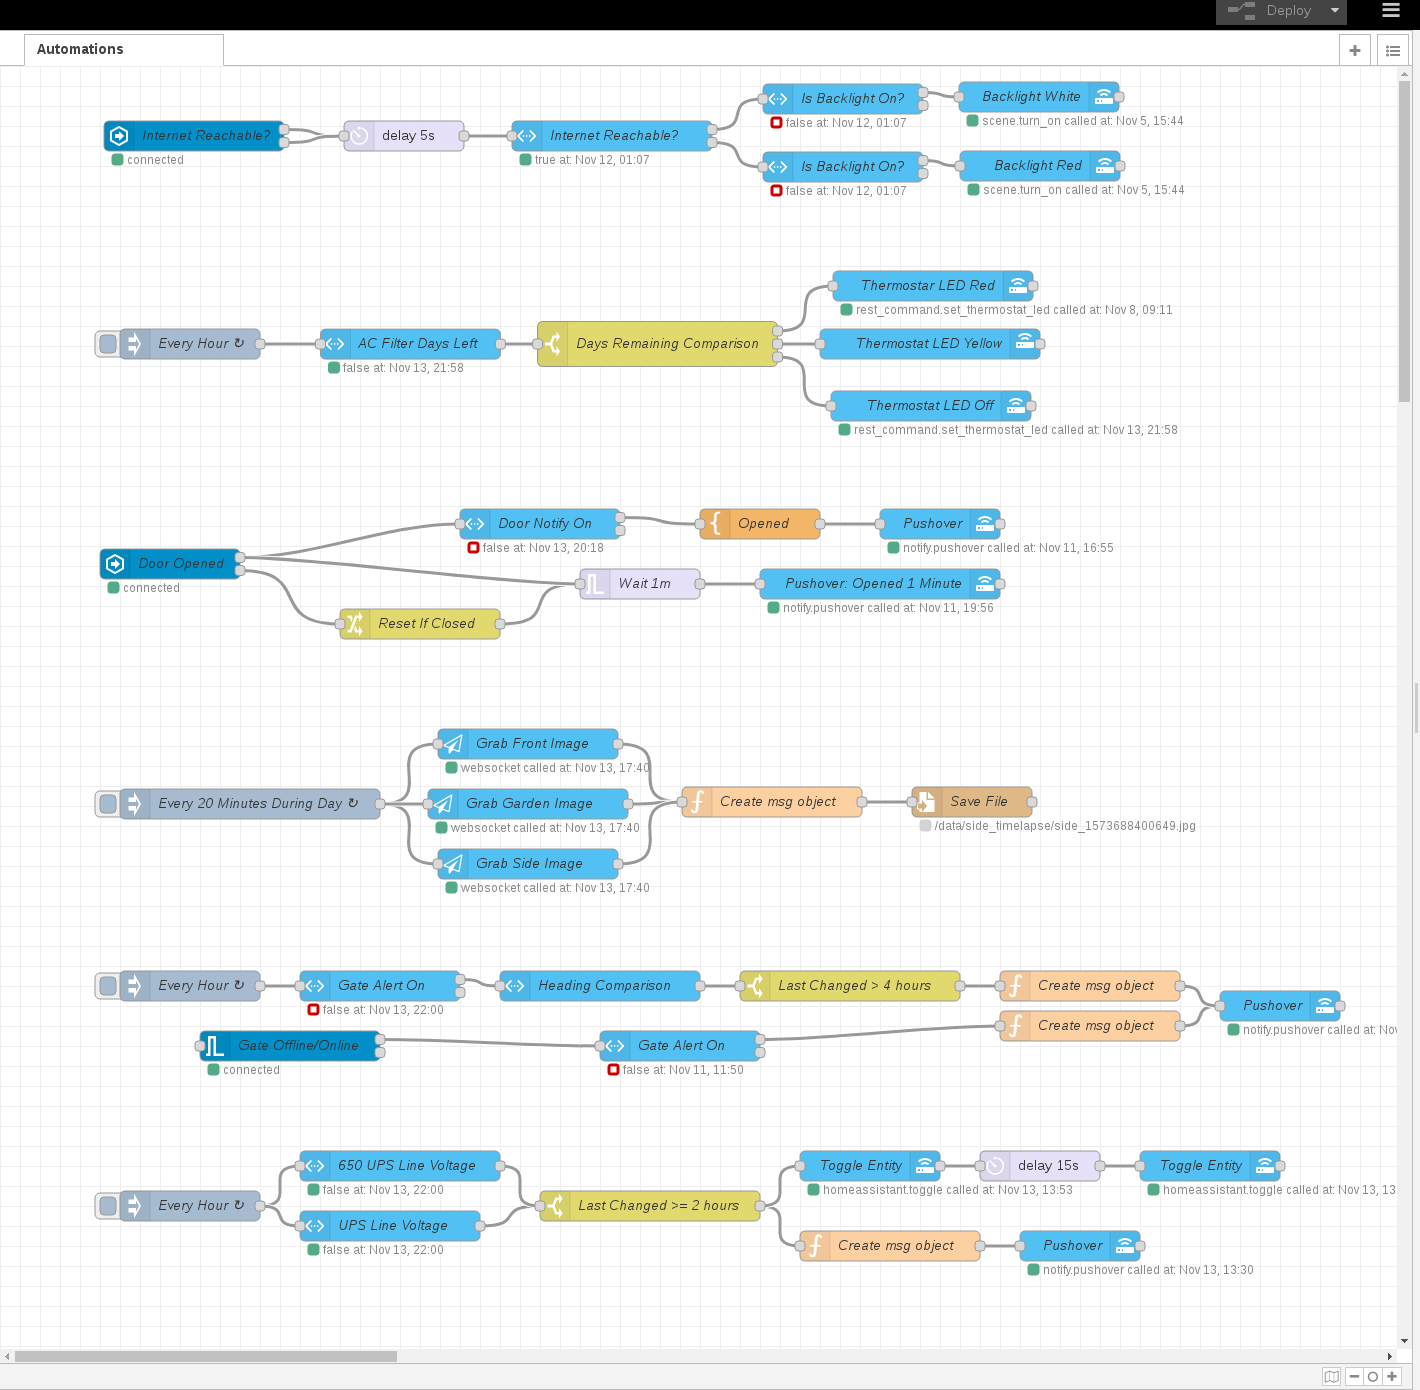 Deploy
Automations
Is Backlight On?
Backlight White
false at: Nov 12, 01:07
scene.turn_on called at: Nov 5, 15:44
Internet Reachable?
delay 5s
Internet Reachable?
connected
true at: Nov 12, 01:07
Is Backlight On?
Backlight Red
false at: Nov 12, 01:07
scene.turn_on called at: Nov 5, 15:44
Thermostar LED Red
rest_command.set_thermostat_led called at: Nov 8, 09:11
Every Hour ↻
AC Filter Days Left
Days Remaining Comparison
Thermostat LED Yellow
false at: Nov 13, 21:58
Thermostat LED Off
rest_command.set_thermostat_led called at: Nov 13, 21:58
Door Notify On
Opened
Pushover
false at: Nov 13, 20:18
notify.pushover called at: Nov 11, 16:55
Door Opened
connected
Wait 1m
Pushover: Opened 1 Minute
notify.pushover called at: Nov 11, 19:56
Reset If Closed
Grab Front Image
websocket called at: Nov 13, 17:40
Every 20 Minutes During Day ↻
Grab Garden Image
Create msg object
Save File
websocket called at: Nov 13, 17:40
/data/side_timelapse/side_1573688400649.jpg
Grab Side Image
websocket called at: Nov 13, 17:40
Every Hour ↻
Gate Alert On
Heading Comparison
Last Changed > 4 hours
Create msg object
false at: Nov 13, 22:00
Pushover
notify.pushover called at: Nov
Create msg object
Gate Offline/Online
Gate Alert On
connected
false at: Nov 11, 11:50
650 UPS Line Voltage
Toggle Entity
delay 15s
Toggle Entity
false at: Nov 13, 22:00
homeassistant.toggle called at: Nov 13, 13:53
homeassistant.toggle called at: Nov 13, 13
Every Hour ↻
Last Changed >= 2 hours
UPS Line Voltage
false at: Nov 13, 22:00
Create msg object
Pushover
notify.pushover called at: Nov 13, 13:30